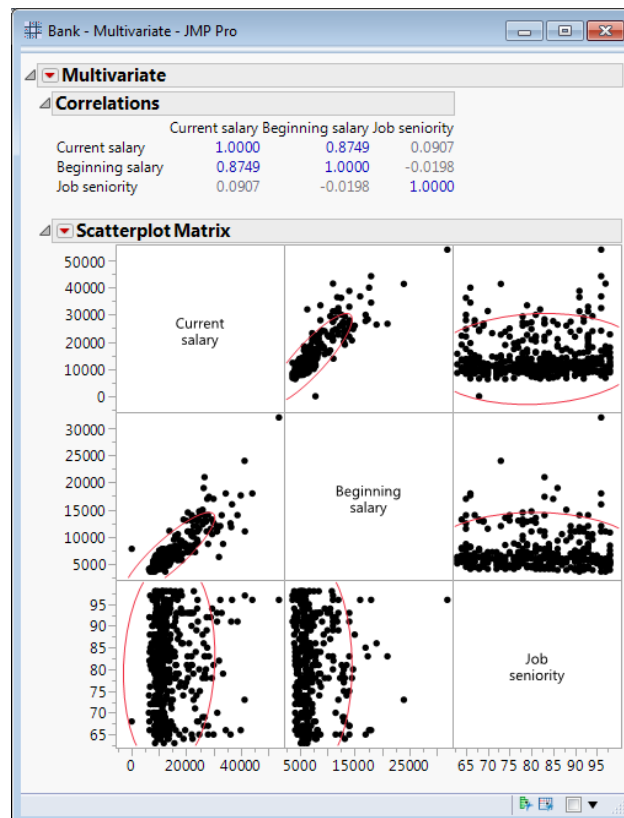 Bank - Multivariate - JMP Pro
Multivariate
Correlations
Current salary Beginning salary Job seniority
Current salary 1.0000 0.8749 0.0907
Beginning salary 0.8749 1.0000 -0.0198
Job seniority 0.0907 -0.0198 1.0000
Scatterplot Matrix
50000
40000
30000
20000
10000
0
Current
salary
30000
25000
20000
15000
10000
5000
Beginning
salary
95
90
85
80
75
70
65
Job
seniority
0 20000 40000 5000 15000 25000 65 70 75 80 85 90 95